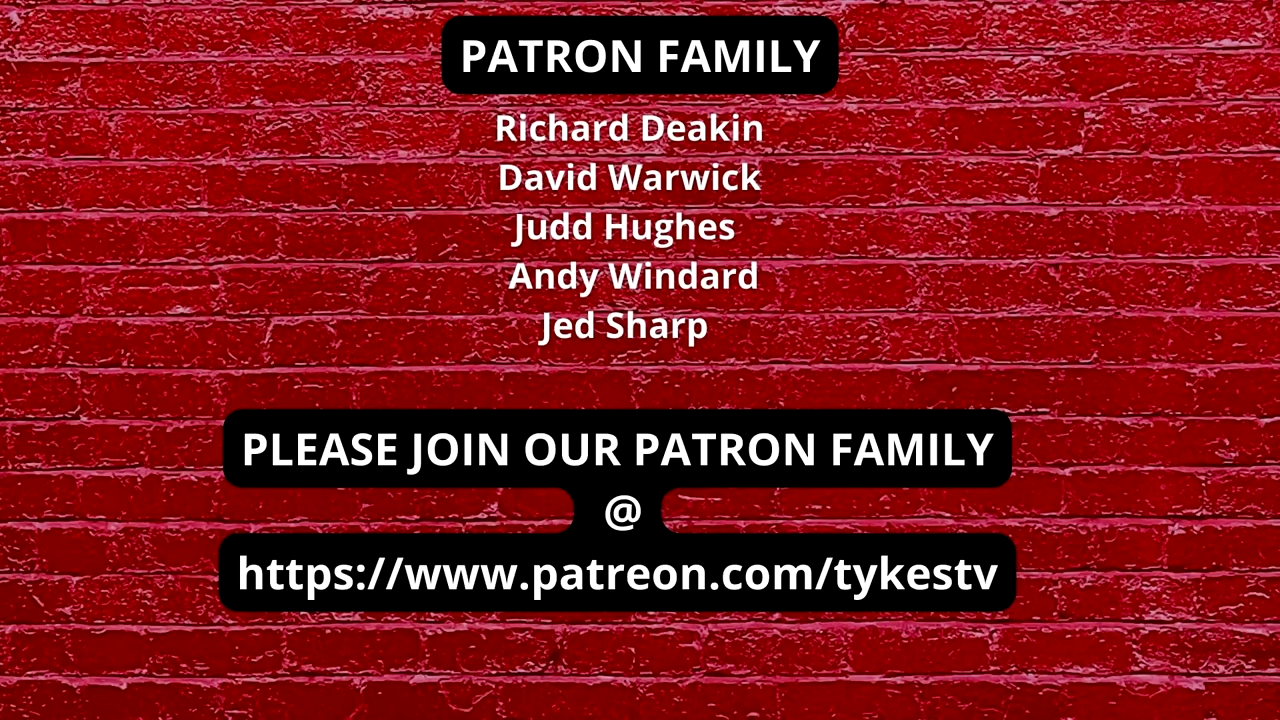 PATRON FAMILY
Richard Deakin
David Warwick
Judd Hughes
Andy Windard
Jed Sharp
PLEASE JOIN OUR PATRON FAMILY
@
https://www.patreon.com/tykestv